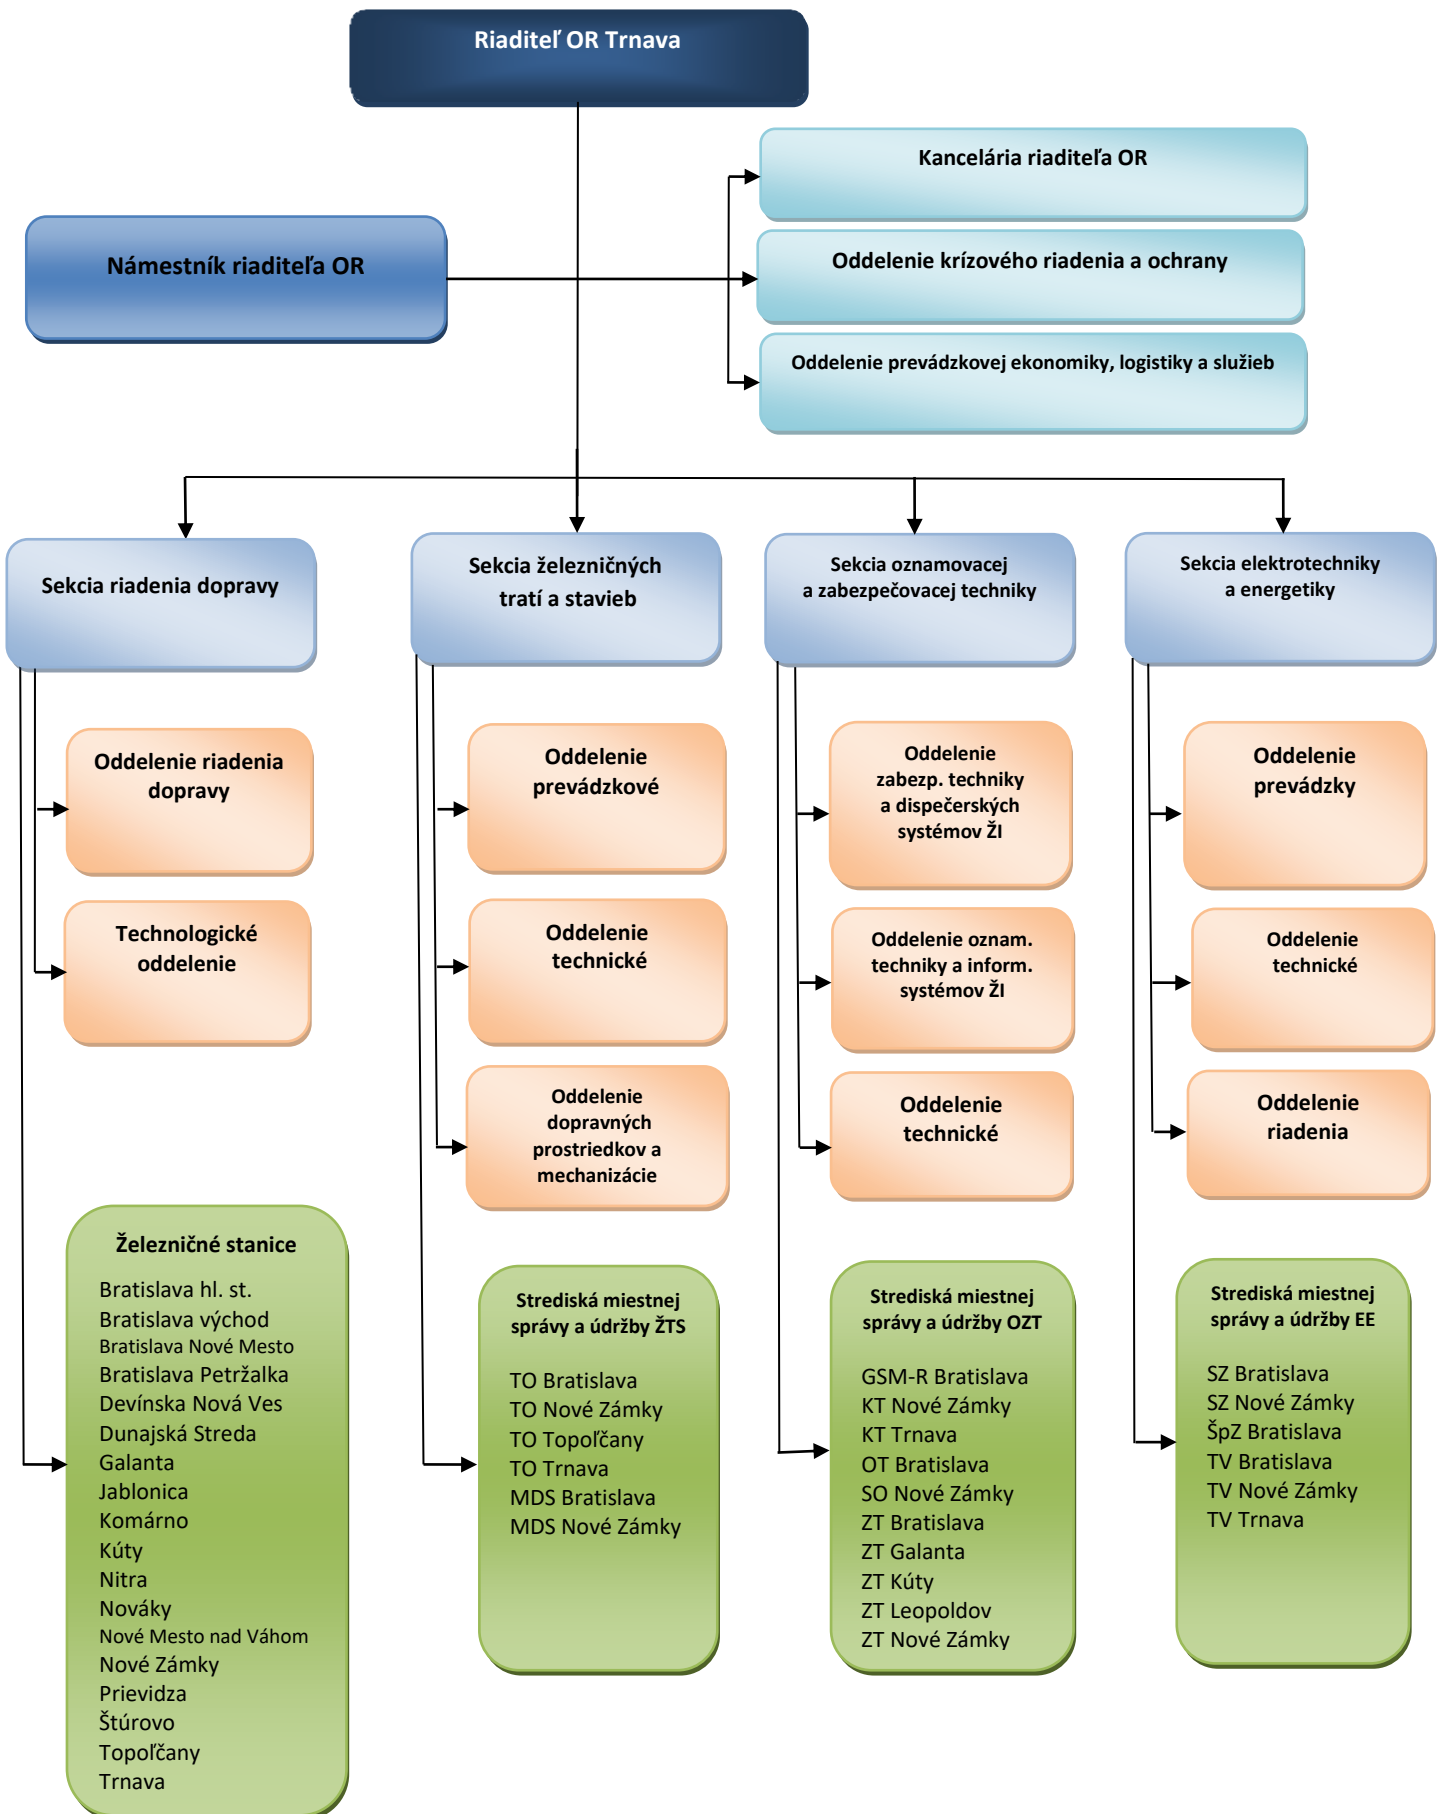 Riaditeľ OR Trnava
Kancelária riaditeľa OR
Námestník riaditeľa OR
Oddelenie krízového riadenia a ochrany
Oddelenie prevádzkovej ekonomiky, logistiky a služieb
Sekcia riadenia dopravy
Sekcia železničných
tratí a stavieb
Sekcia oznamovacej
a zabezpečovacej techniky
Sekcia elektrotechniky
a energetiky
Oddelenie riadenia
dopravy
Technologické
oddelenie
Železničné stanice
Bratislava hl. st.
Bratislava východ
Bratislava Nové Mesto
Bratislava Petržalka
Devínska Nová Ves
Dunajská Streda
Galanta
Jablonica
Komárno
Kúty
Nitra
Nováky
Nové Mesto nad Váhom
Nové Zámky
Prievidza
Štúrovo
Topoľčany
Trnava
Oddelenie
prevádzkové
Oddelenie
technické
Oddelenie
dopravných
prostriedkov a
mechanizácie
Strediská miestnej
správy a údržby ŽTS
TO Bratislava
TO Nové Zámky
TO Topoľčany
TO Trnava
MDS Bratislava
MDS Nové Zámky
Oddelenie
zabezp. techniky
a dispečerských
systémov ŽI
Oddelenie oznam.
techniky a inform.
systémov ŽI
Oddelenie
technické
Strediská miestnej
správy a údržby OZT
GSM-R Bratislava
KT Nové Zámky
KT Trnava
OT Bratislava
SO Nové Zámky
ZT Bratislava
ZT Galanta
ZT Kúty
ZT Leopoldov
ZT Nové Zámky
Oddelenie
prevádzky
Oddelenie
technické
Oddelenie
riadenia
Strediská miestnej
správy a údržby EE
SZ Bratislava
SZ Nové Zámky
ŠpZ Bratislava
TV Bratislava
TV Nové Zámky
TV Trnava